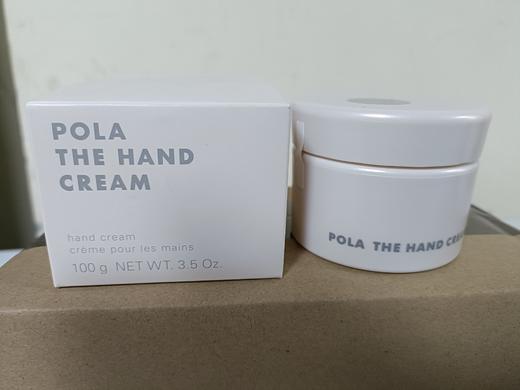 POLA
THE HAND
CREAM
hand cream
crème pour les mains
100 g NET WT. 3.5 Oz.
POLA THE HAND CREA